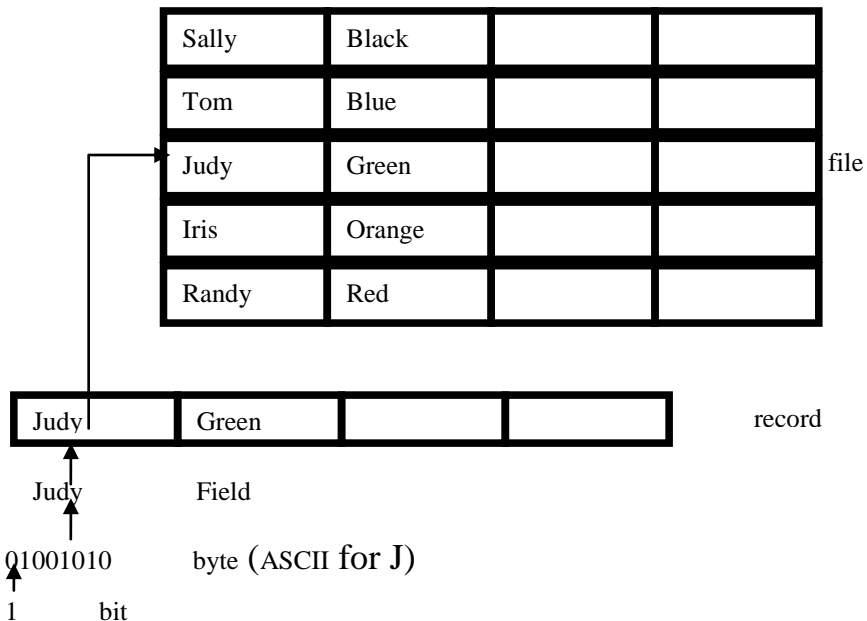 Sally Black
Tom Blue
Judy Green file
Iris Orange
Randy Red
Judy Green record
Judy Field
01001010 byte (ASCII for J)
1 bit